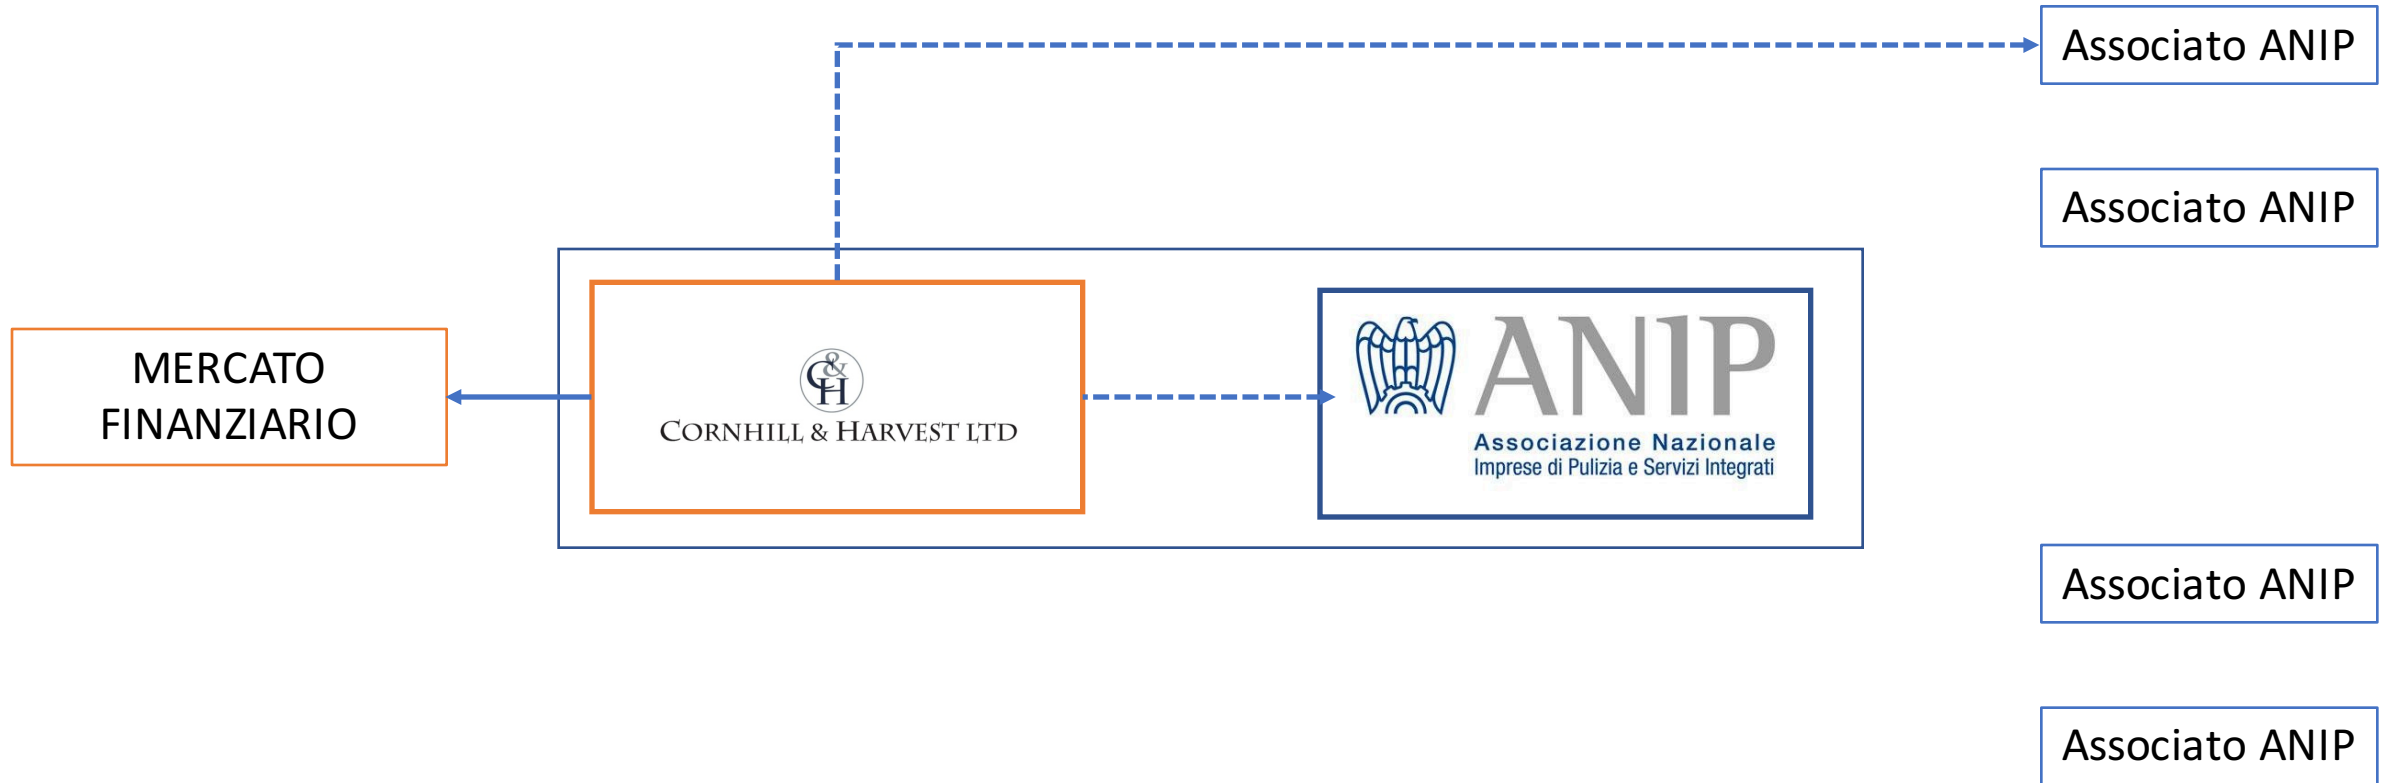 Associato ANIP
Associato ANIP
MERCATO
FINANZIARIO
C&H
CORNHILL & HARVEST LTD
ANIP
Associazione Nazionale
Imprese di Pulizia e Servizi Integrati
Associato ANIP
Associato ANIP